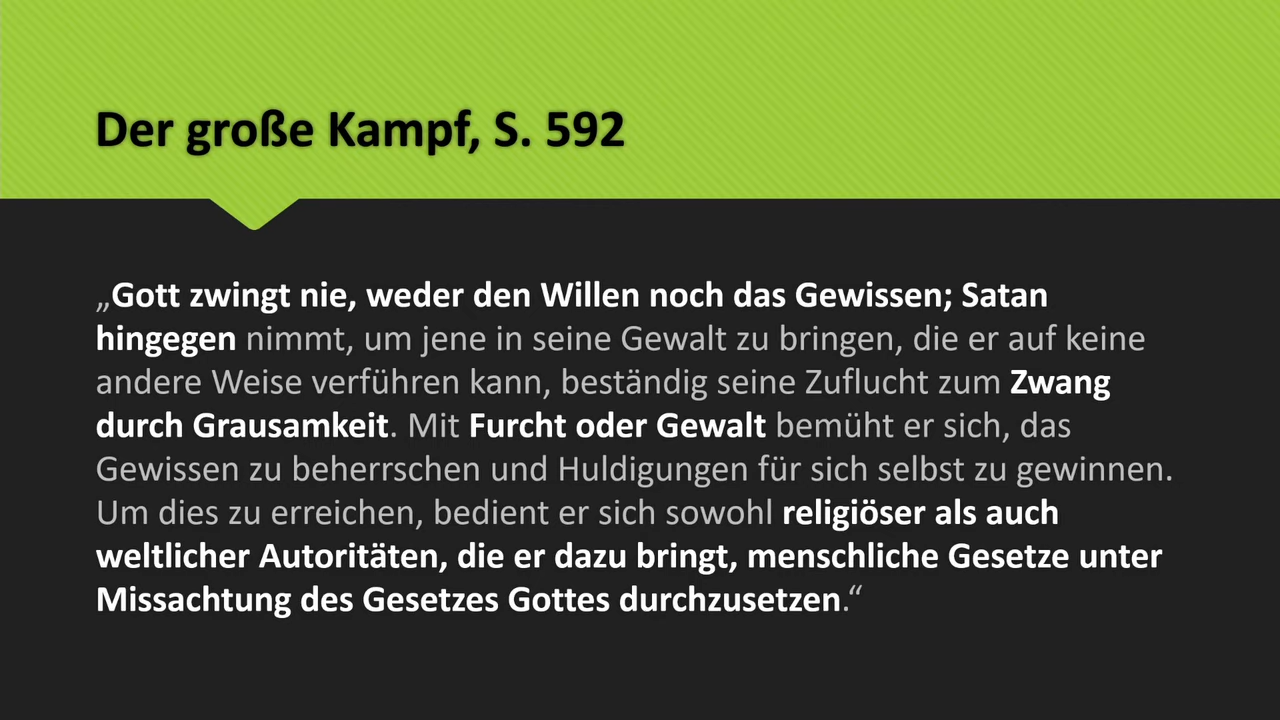 Der große Kampf, S. 592
„Gott zwingt nie, weder den Willen noch das Gewissen; Satan
hingegen nimmt, um jene in seine Gewalt zu bringen, die er auf keine
andere Weise verführen kann, beständig seine Zuflucht zum Zwang
durch Grausamkeit. Mit Furcht oder Gewalt bemüht er sich, das
Gewissen zu beherrschen und Huldigungen für sich selbst zu gewinnen.
Um dies zu erreichen, bedient er sich sowohl religiöser als auch
weltlicher Autoritäten, die er dazu bringt, menschliche Gesetze unter
Missachtung des Gesetzes Gottes durchzusetzen.“